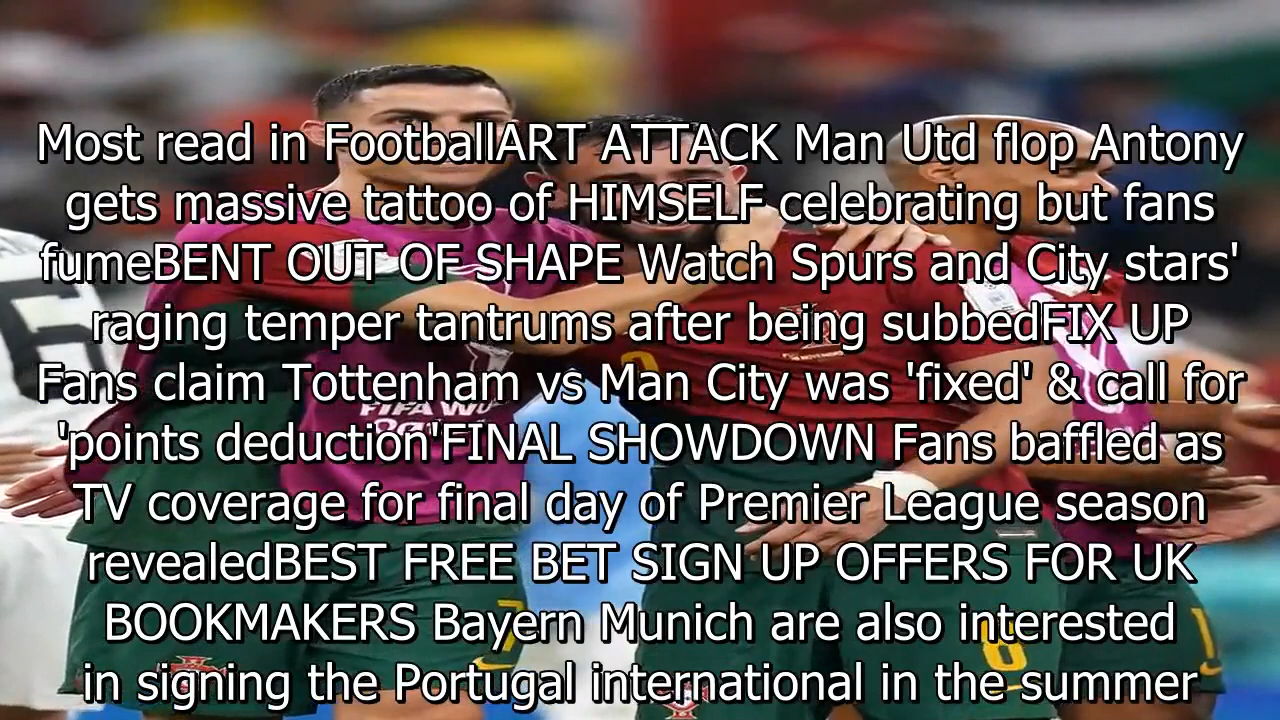 Most read in FootballART ATTACK Man Utd flop Antony
gets massive tattoo of HIMSELF celebrating but fans
fumeBENT OUT OF SHAPE Watch Spurs and City stars'
raging temper tantrums after being subbedFIX UP
Fans claim Tottenham vs Man City was 'fixed' & call for
'points deduction'FINAL SHOWDOWN Fans baffled as
TV coverage for final day of Premier League season
revealedBEST FREE BET SIGN UP OFFERS FOR UK
BOOKMAKERS Bayern Munich are also interested
in signing the Portugal international in the summer
FIFA
7
8